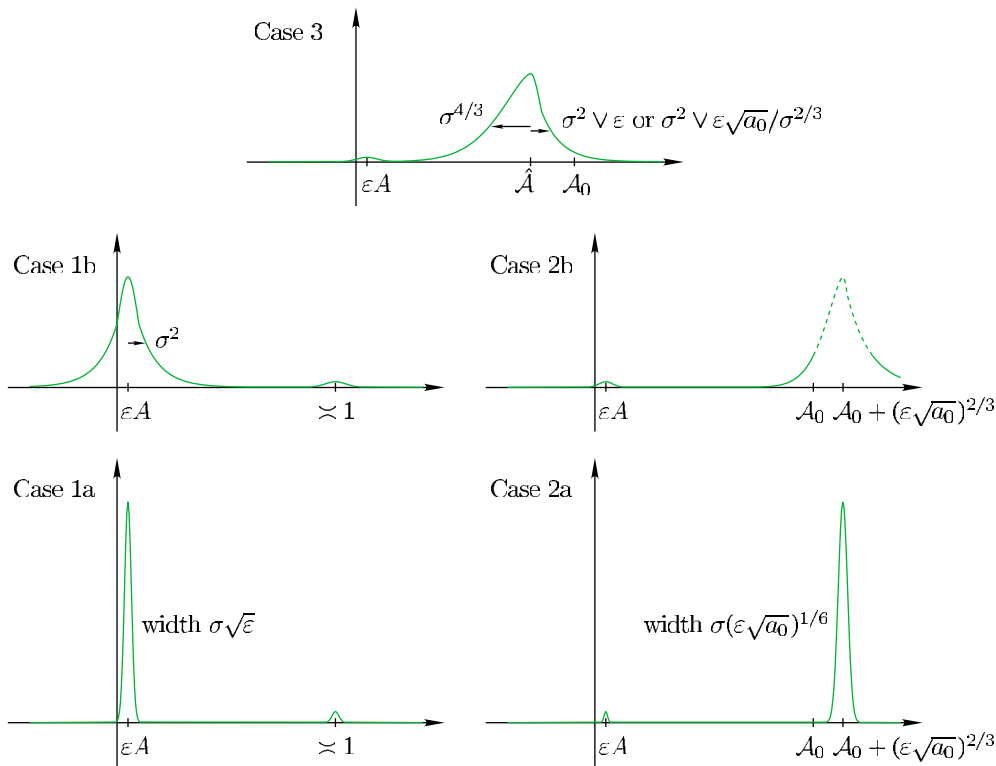 Case 3
σ^{4/3}
σ² ∨ ε or σ² ∨ ε√a₀/σ^{2/3}
εA
Â
A₀
Case 1b
σ²
εA
≍ 1
Case 2b
εA
A₀
A₀ + (ε√a₀)^{2/3}
Case 1a
width σ√ε
εA
≍ 1
Case 2a
width σ(ε√a₀)^{1/6}
εA
A₀
A₀ + (ε√a₀)^{2/3}